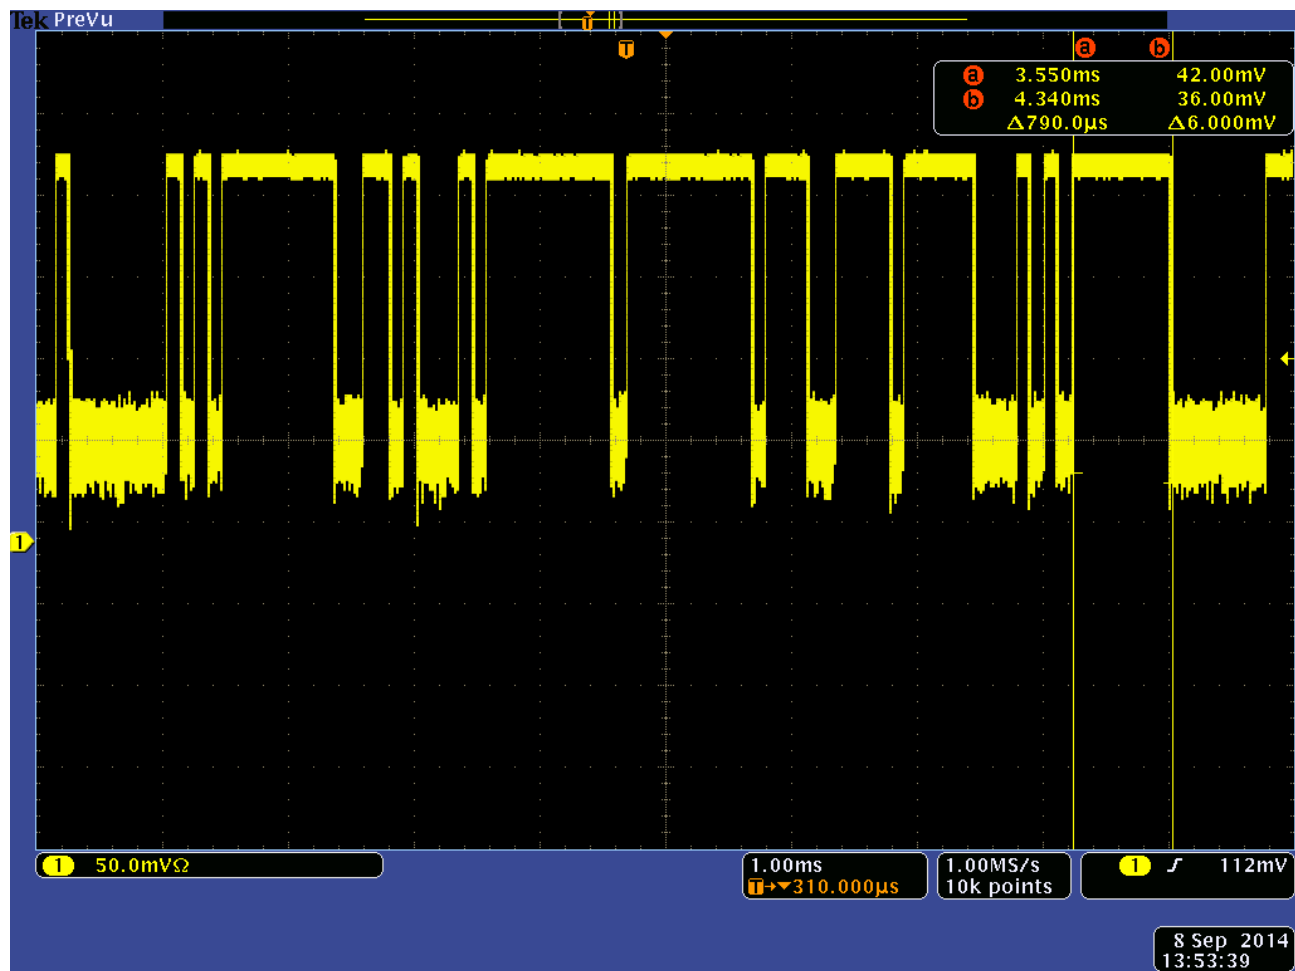 Tek PreVu
[ T ]
T
a b
a 3.550ms 42.00mV
b 4.340ms 36.00mV
Δ790.0µs Δ6.000mV
1
1 50.0mVΩ
1.00ms
T→▼310.000µs
1.00MS/s
10k points
1 112mV
8 Sep 2014
13:53:39